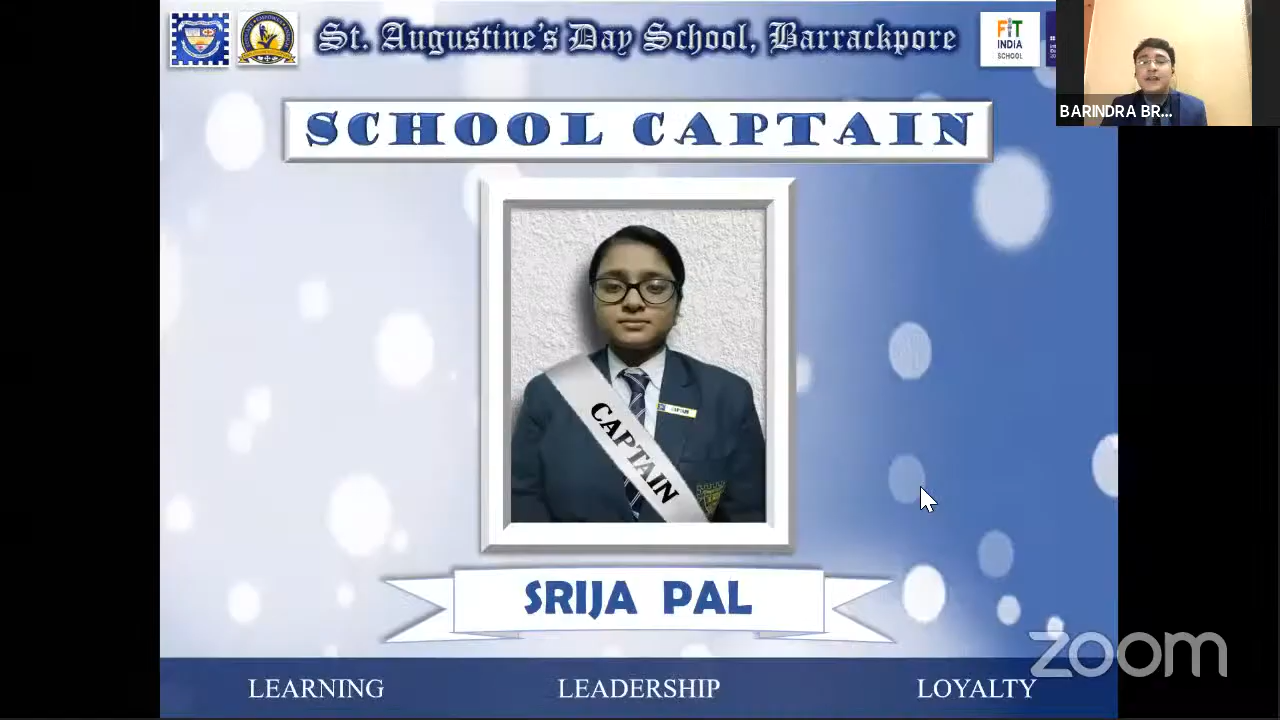 St. Augustine's Day School, Barrackpore
FIT
INDIA
SCHOOL
BARINDRA BR...
SCHOOL CAPTAIN
CAPTAIN
SRIJA PAL
zoom
LEARNING
LEADERSHIP
LOYALTY